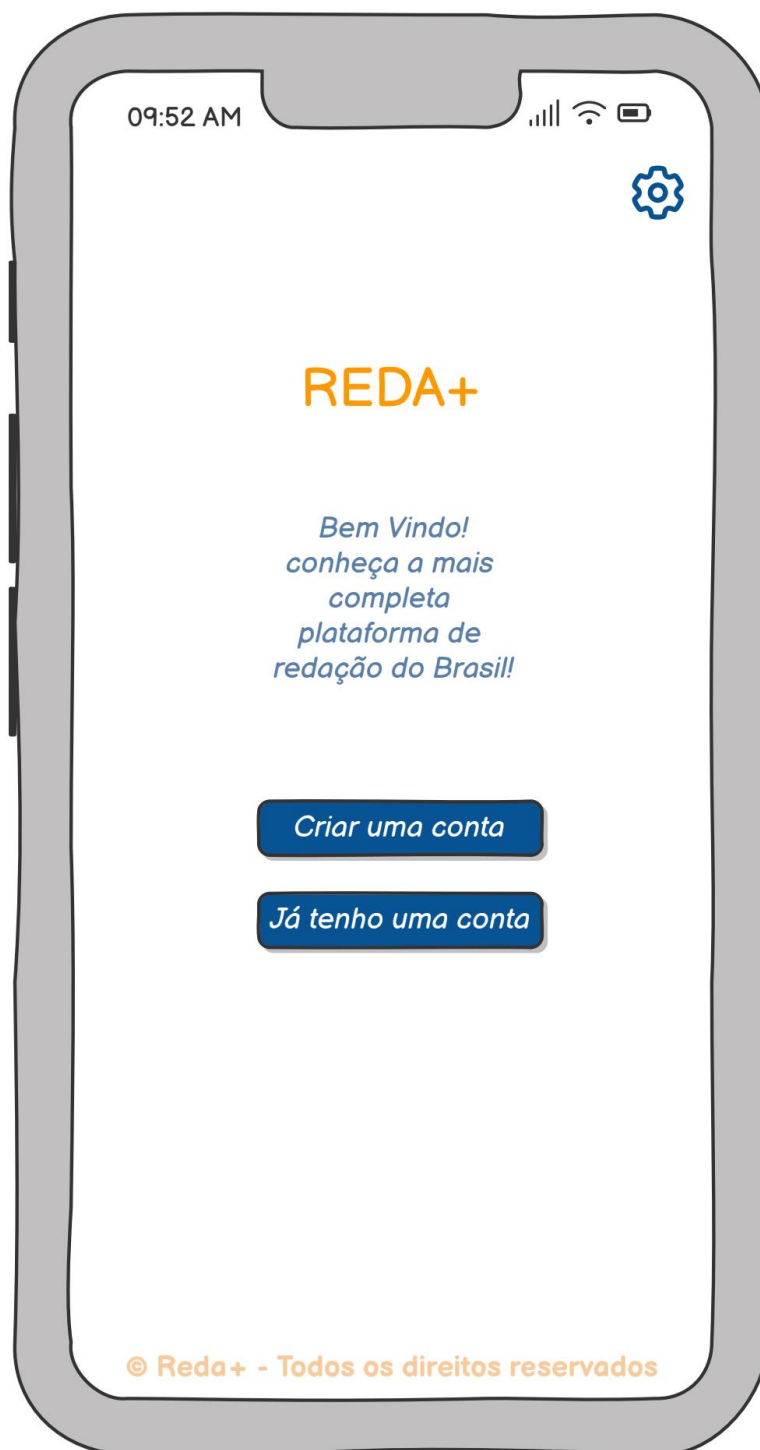 09:52 AM
REDA+
Bem Vindo!
conheça a mais
completa
plataforma de
redação do Brasil!
Criar uma conta
Já tenho uma conta
© Reda+ - Todos os direitos reservados